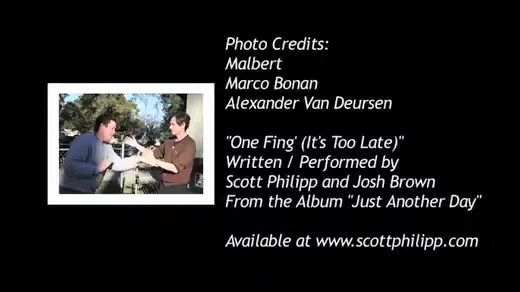 Photo Credits:
Malbert
Marco Bonan
Alexander Van Deursen
"One Fing' (It's Too Late)"
Written / Performed by
Scott Philipp and Josh Brown
From the Album "Just Another Day"
Available at www.scottphilipp.com